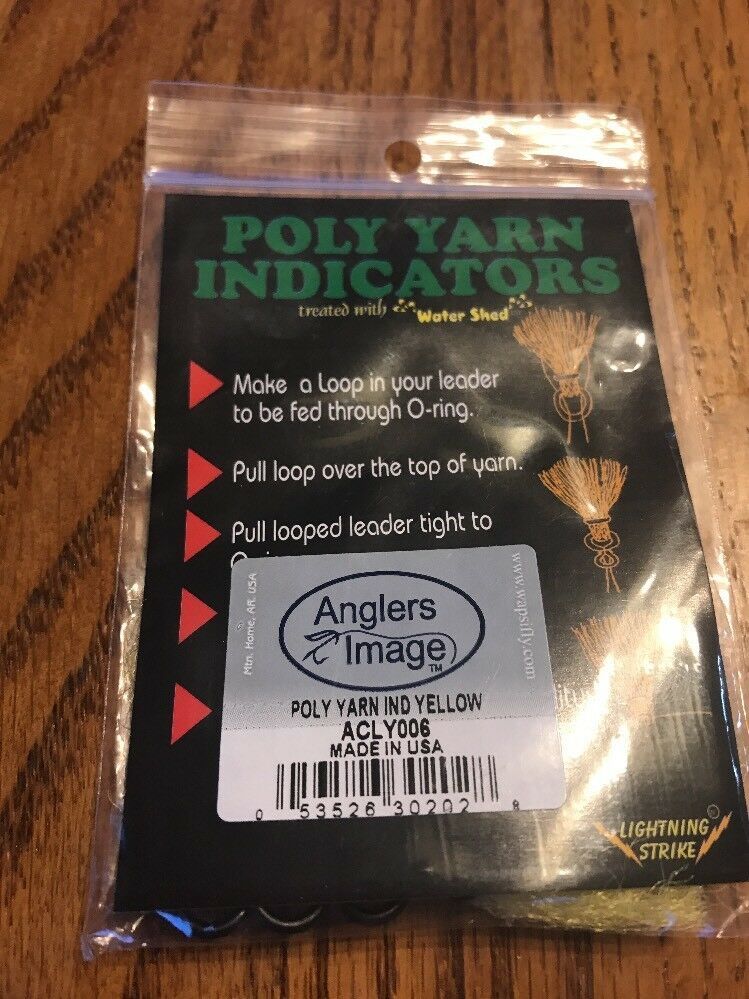 POLY YARN
INDICATORS
treated with Water Shed
Make a Loop in your leader
to be fed through O-ring.
Pull loop over the top of yarn.
Pull looped leader tight to
Mtn. Home, AR. USA
www.wapsifly.com
Anglers
Image™
POLY YARN IND YELLOW
ACLY006
MADE IN USA
0 53526 30202 8
LIGHTNING®
STRIKE